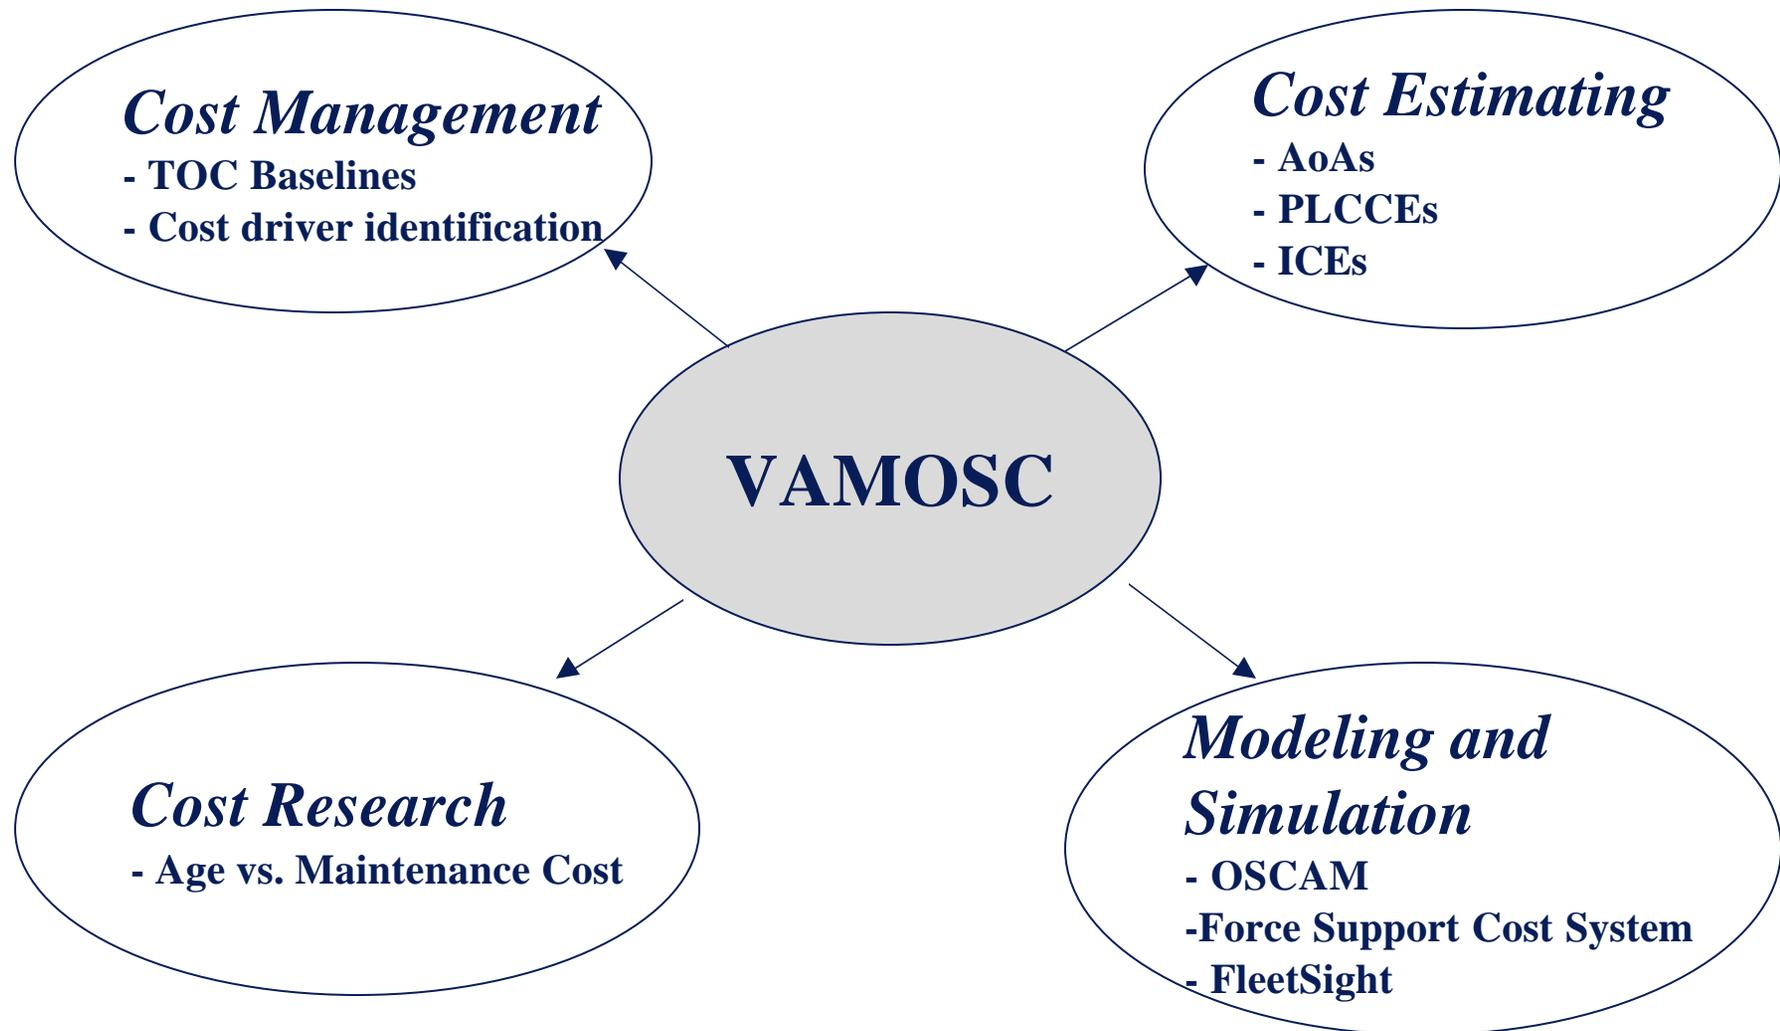 Cost Management
- TOC Baselines
- Cost driver identification
Cost Estimating
- AoAs
- PLCCEs
- ICEs
VAMOSC
Cost Research
- Age vs. Maintenance Cost
Modeling and
Simulation
- OSCAM
-Force Support Cost System
- FleetSight